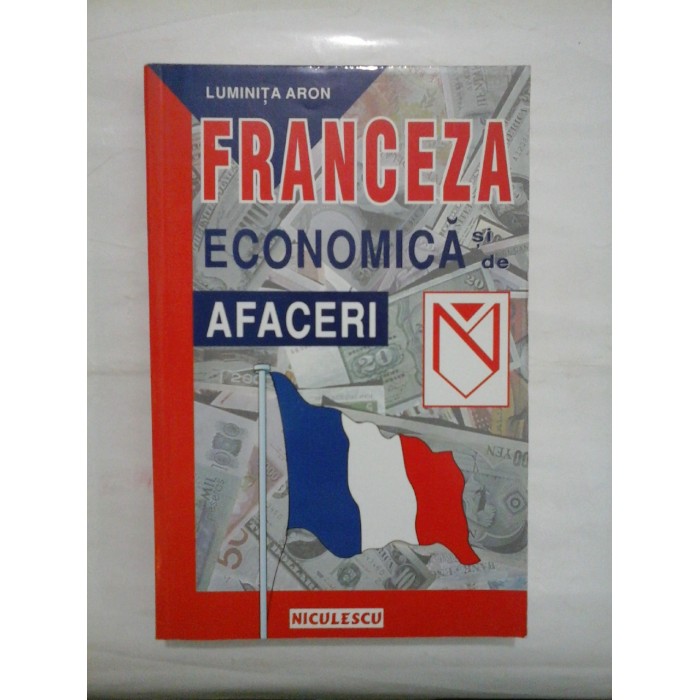 LUMINIȚA ARON
FRANCEZA
ECONOMICĂ și de
AFACERI
NICULESCU